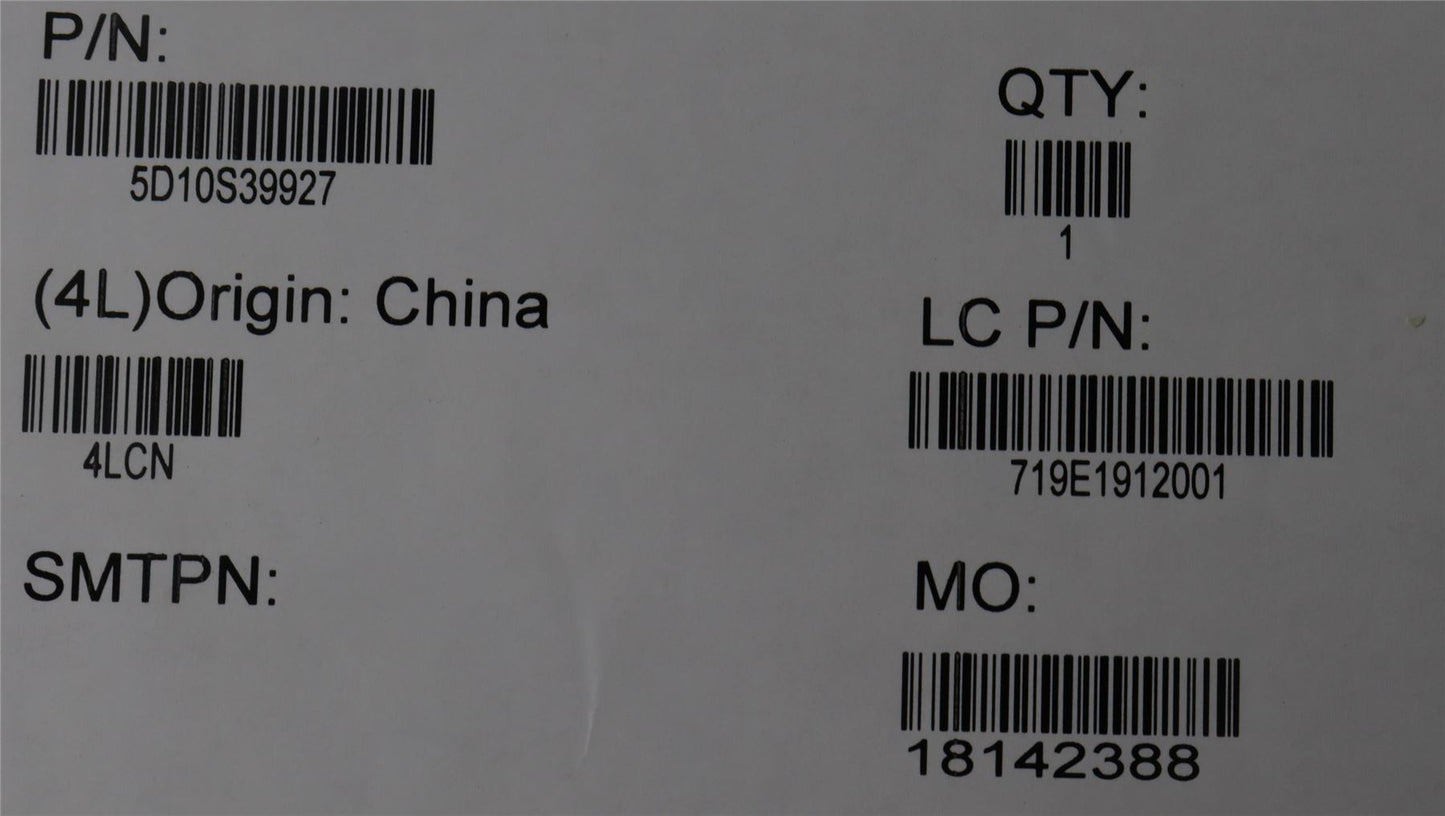 P/N:
5D10S39927
QTY:
1
(4L)Origin: China
4LCN
LC P/N:
719E1912001
SMTPN:
MO:
18142388